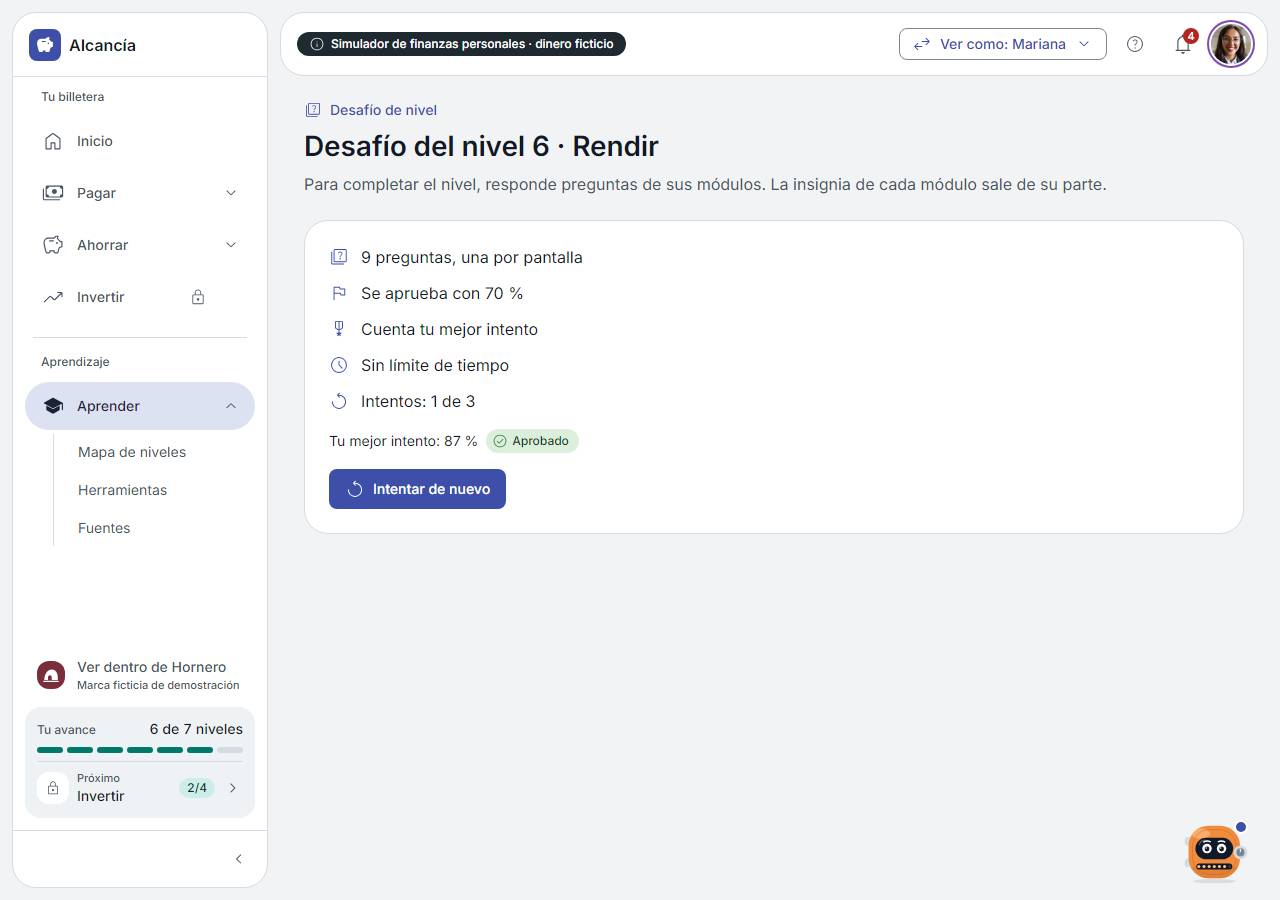 Alcancía
Tu billetera
Inicio
Pagar
Ahorrar
Invertir
Aprendizaje
Aprender
Mapa de niveles
Herramientas
Fuentes
Ver dentro de Hornero
Marca ficticia de demostración
Tu avance 6 de 7 niveles
Próximo
Invertir 2/4
Simulador de finanzas personales · dinero ficticio
Ver como: Mariana
4
Desafío de nivel
Desafío del nivel 6 · Rendir
Para completar el nivel, responde preguntas de sus módulos. La insignia de cada módulo sale de su parte.
9 preguntas, una por pantalla
Se aprueba con 70 %
Cuenta tu mejor intento
Sin límite de tiempo
Intentos: 1 de 3
Tu mejor intento: 87 % Aprobado
Intentar de nuevo